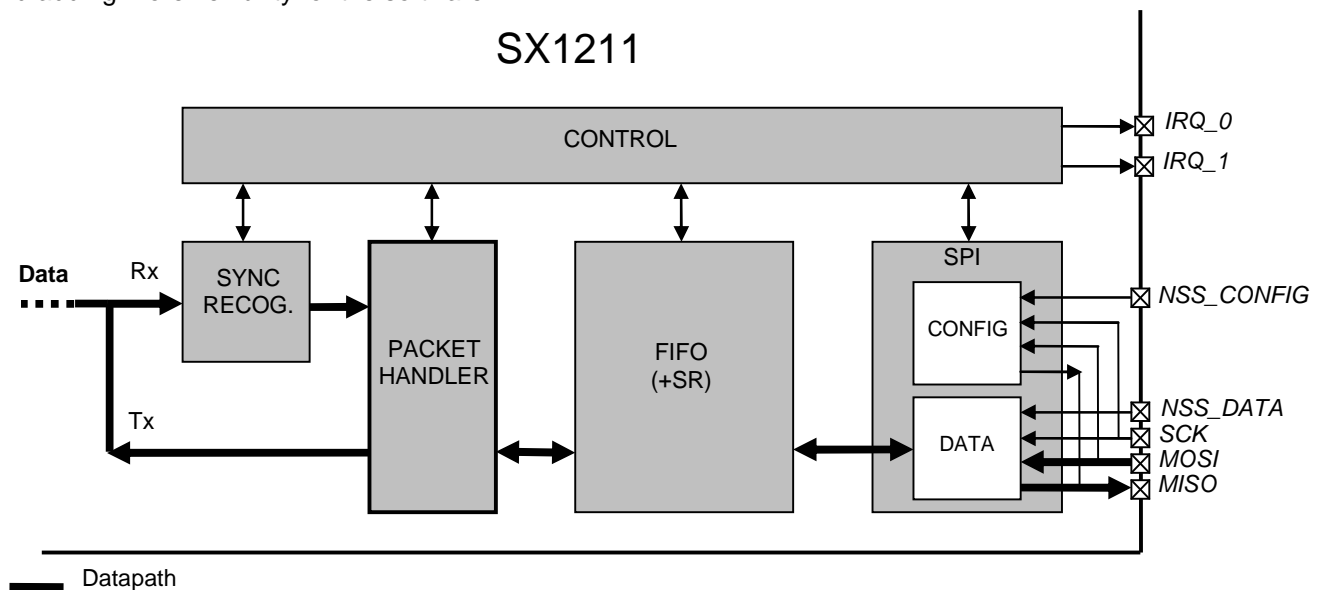 SX1211
CONTROL
IRQ_0
IRQ_1
Data
Rx
SYNC
RECOG.
PACKET
HANDLER
FIFO
(+SR)
SPI
CONFIG
DATA
NSS_CONFIG
NSS_DATA
SCK
MOSI
MISO
Tx
Datapath